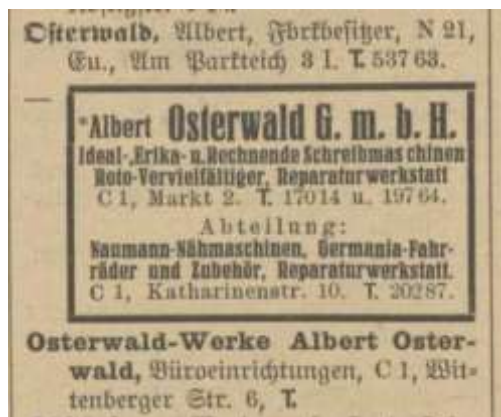 Osterwald, Albert, Fbrkbesitzer, N 21,
Eu., Am Parkteich 3 I. T. 537 63.
*Albert Osterwald G. m. b. H.
Ideal-, Erika- u. Rechnende Schreibmaschinen
Roto-Vervielfältiger, Reparaturwerkstatt
C 1, Markt 2. T. 17014 u. 19764.
Abteilung:
Naumann-Nähmaschinen, Germania-Fahr-
räder und Zubehör, Reparaturwerkstatt.
C 1, Katharinenstr. 10. T. 20287.
Osterwald-Werke Albert Oster-
wald, Büroeinrichtungen, C 1, Wit-
tenberger Str. 6, T.